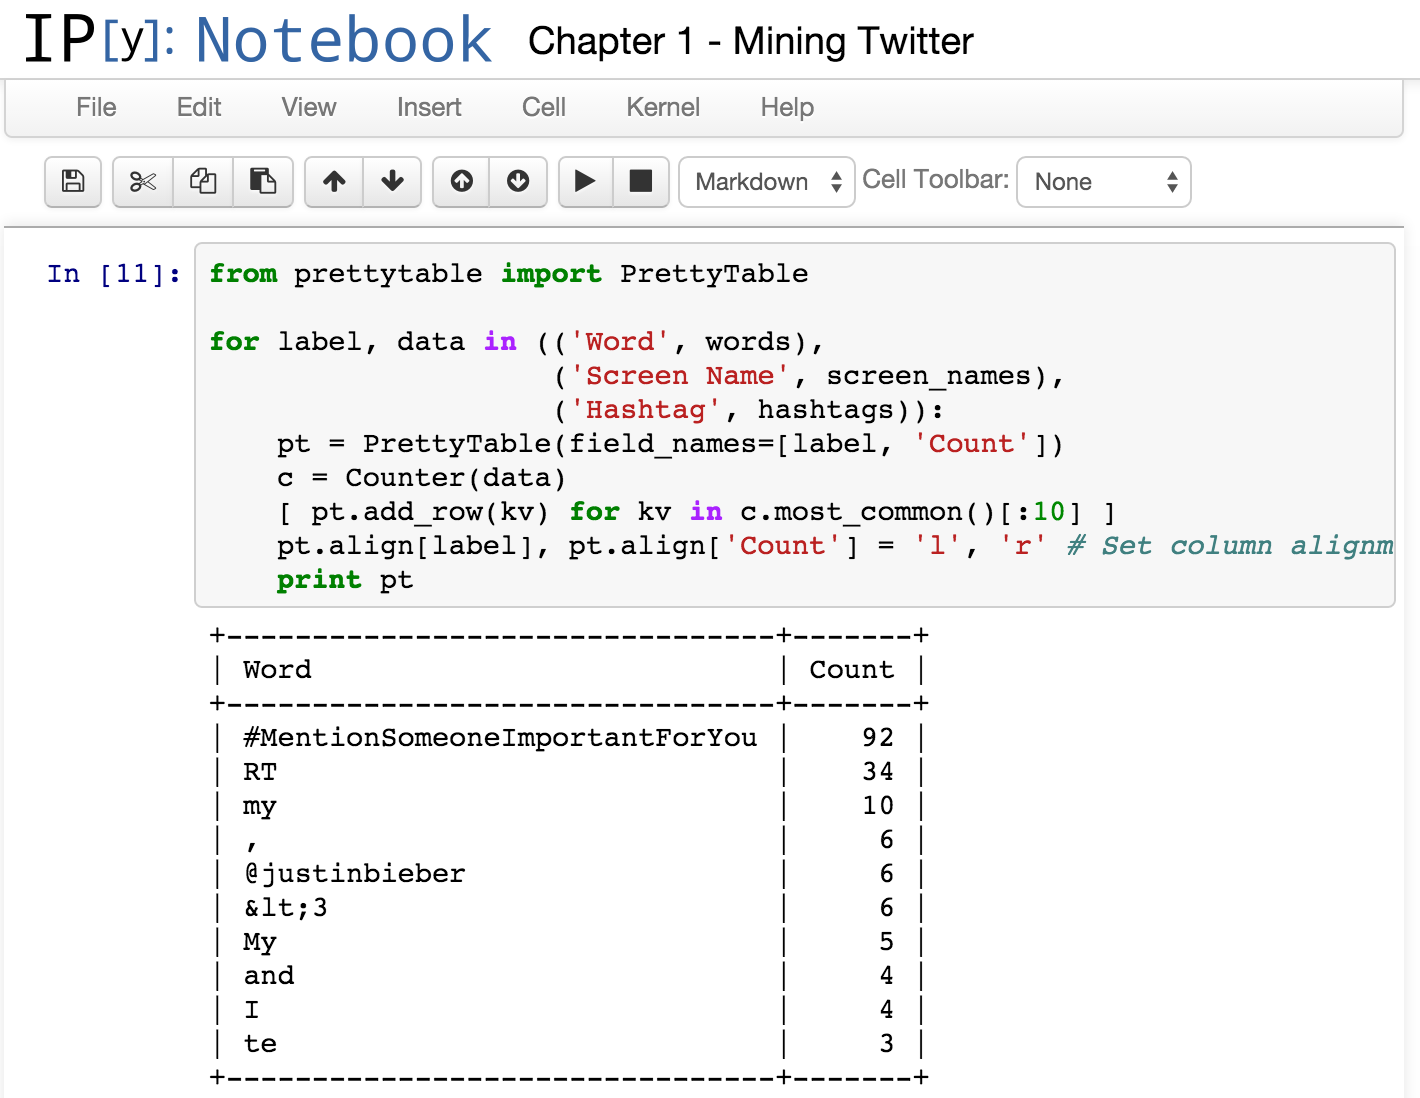 IP[y]: Notebook Chapter 1 - Mining Twitter
File Edit View Insert Cell Kernel Help
Markdown Cell Toolbar: None
In [11]: from prettytable import PrettyTable
for label, data in (('Word', words),
('Screen Name', screen_names),
('Hashtag', hashtags)):
pt = PrettyTable(field_names=[label, 'Count'])
c = Counter(data)
[ pt.add_row(kv) for kv in c.most_common()[:10] ]
pt.align[label], pt.align['Count'] = 'l', 'r' # Set column alignm
print pt
+--------------------------------+-------+
| Word | Count |
+--------------------------------+-------+
| #MentionSomeoneImportantForYou | 92 |
| RT | 34 |
| my | 10 |
| , | 6 |
| @justinbieber | 6 |
| &lt;3 | 6 |
| My | 5 |
| and | 4 |
| I | 4 |
| te | 3 |
+--------------------------------+-------+